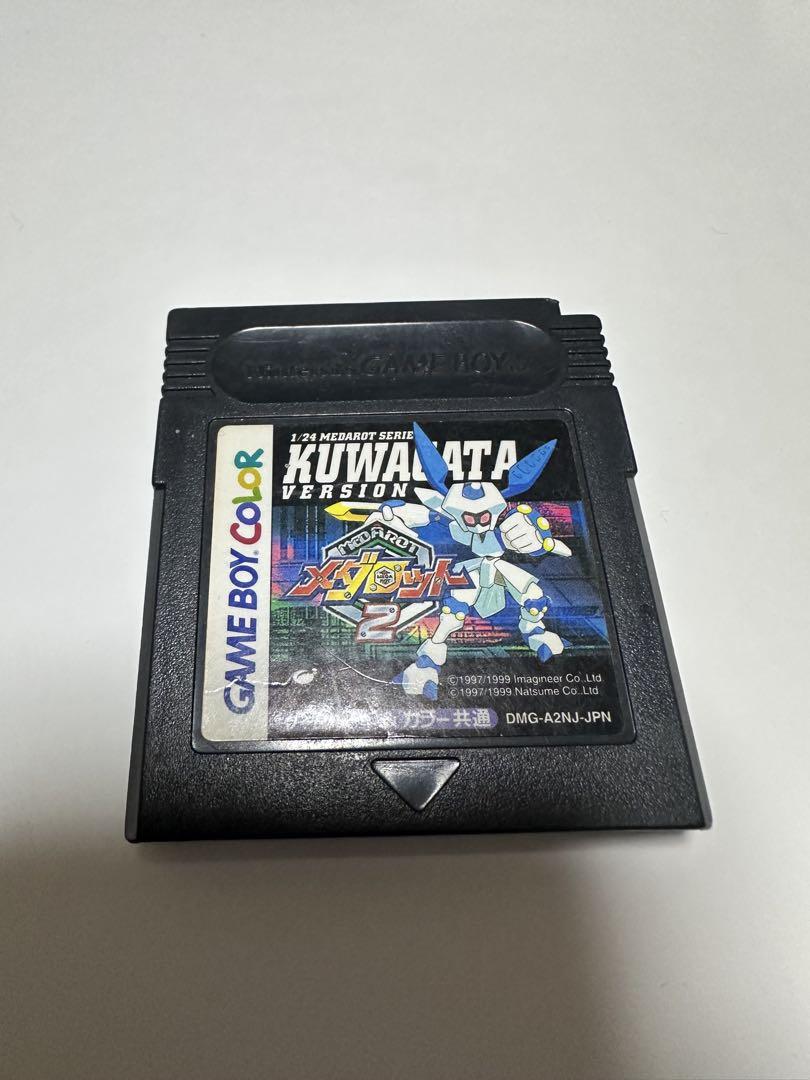 Nintendo GAME BOY
GAME BOY COLOR
1/24 MEDAROT SERIE
KUWAGATA
VERSION
MEDAROT
メダロット
2
©1997/1999 Imagineer Co.,Ltd
©1997/1999 Natsume Co.,Ltd
カラー共通
DMG-A2NJ-JPN